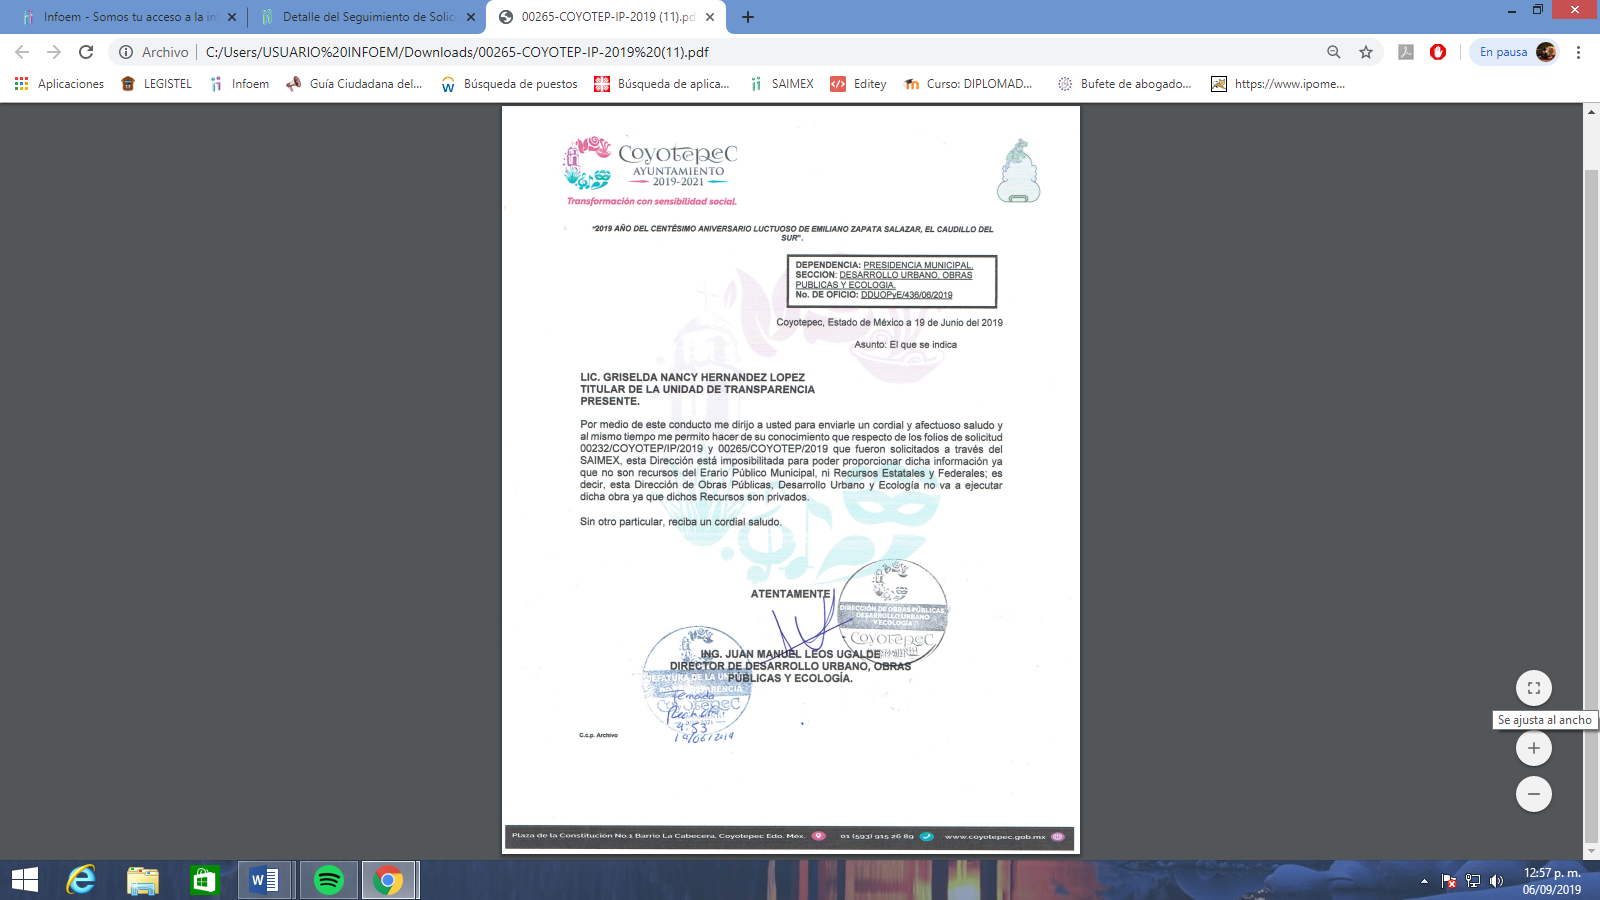 Infoem - Somos tu acceso a la in
Detalle del Seguimiento de Solic
00265-COYOTEP-IP-2019 (11).pd
Archivo
C:/Users/USUARIO%20INFOEM/Downloads/00265-COYOTEP-IP-2019%20(11).pdf
En pausa
Aplicaciones
LEGISTEL
Infoem
Guía Ciudadana del...
Búsqueda de puestos
Búsqueda de aplica...
SAIMEX
Editey
Curso: DIPLOMAD...
Bufete de abogado...
https://www.ipome...
Coyotepec
AYUNTAMIENTO
2019-2021
Transformación con sensibilidad social.
"2019 AÑO DEL CENTÉSIMO ANIVERSARIO LUCTUOSO DE EMILIANO ZAPATA SALAZAR, EL CAUDILLO DEL
SUR".
DEPENDENCIA: PRESIDENCIA MUNICIPAL.
SECCION: DESARROLLO URBANO, OBRAS
PUBLICAS Y ECOLOGIA.
No. DE OFICIO: DDUOPyE/436/06/2019
Coyotepec, Estado de México a 19 de Junio del 2019
Asunto: El que se indica
LIC. GRISELDA NANCY HERNANDEZ LOPEZ
TITULAR DE LA UNIDAD DE TRANSPARENCIA
PRESENTE.
Por medio de este conducto me dirijo a usted para enviarle un cordial y afectuoso saludo y
al mismo tiempo me permito hacer de su conocimiento que respecto de los folios de solicitud
00232/COYOTEP/IP/2019 y 00265/COYOTEP/2019 que fueron solicitados a través del
SAIMEX, esta Dirección está imposibilitada para poder proporcionar dicha información ya
que no son recursos del Erario Público Municipal, ni Recursos Estatales y Federales; es
decir, esta Dirección de Obras Públicas, Desarrollo Urbano y Ecología no va a ejecutar
dicha obra ya que dichos Recursos son privados.
Sin otro particular, reciba un cordial saludo.
ATENTAMENTE
DIRECCIÓN DE OBRAS PÚBLICAS,
DESARROLLO URBANO
Y ECOLOGÍA
COYOTEPEC
ING. JUAN MANUEL LEOS UGALDE
DIRECTOR DE DESARROLLO URBANO, OBRAS
PÚBLICAS Y ECOLOGÍA.
9:53
19/06/2019
C.c.p. Archivo
Plaza de la Constitución No.1 Barrio La Cabecera, Coyotepec Edo. Méx.
01 (593) 915 26 89
www.coyotepec.gob.mx
Se ajusta al ancho
12:57 p. m.
06/09/2019